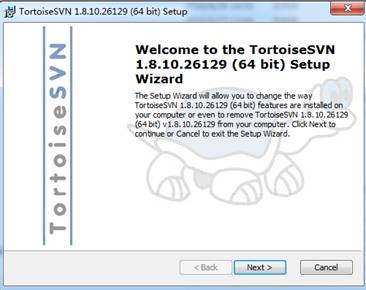 TortoiseSVN 1.8.10.26129 (64 bit) Setup
Welcome to the TortoiseSVN
1.8.10.26129 (64 bit) Setup
Wizard
The Setup Wizard will allow you to change the way
TortoiseSVN 1.8.10.26129 (64 bit) features are installed on
your computer or even to remove TortoiseSVN 1.8.10.26129
(64 bit) v1.8.10.26129 from your computer. Click Next to
continue or Cancel to exit the Setup Wizard.
TortoiseSVN
< Back
Next >
Cancel